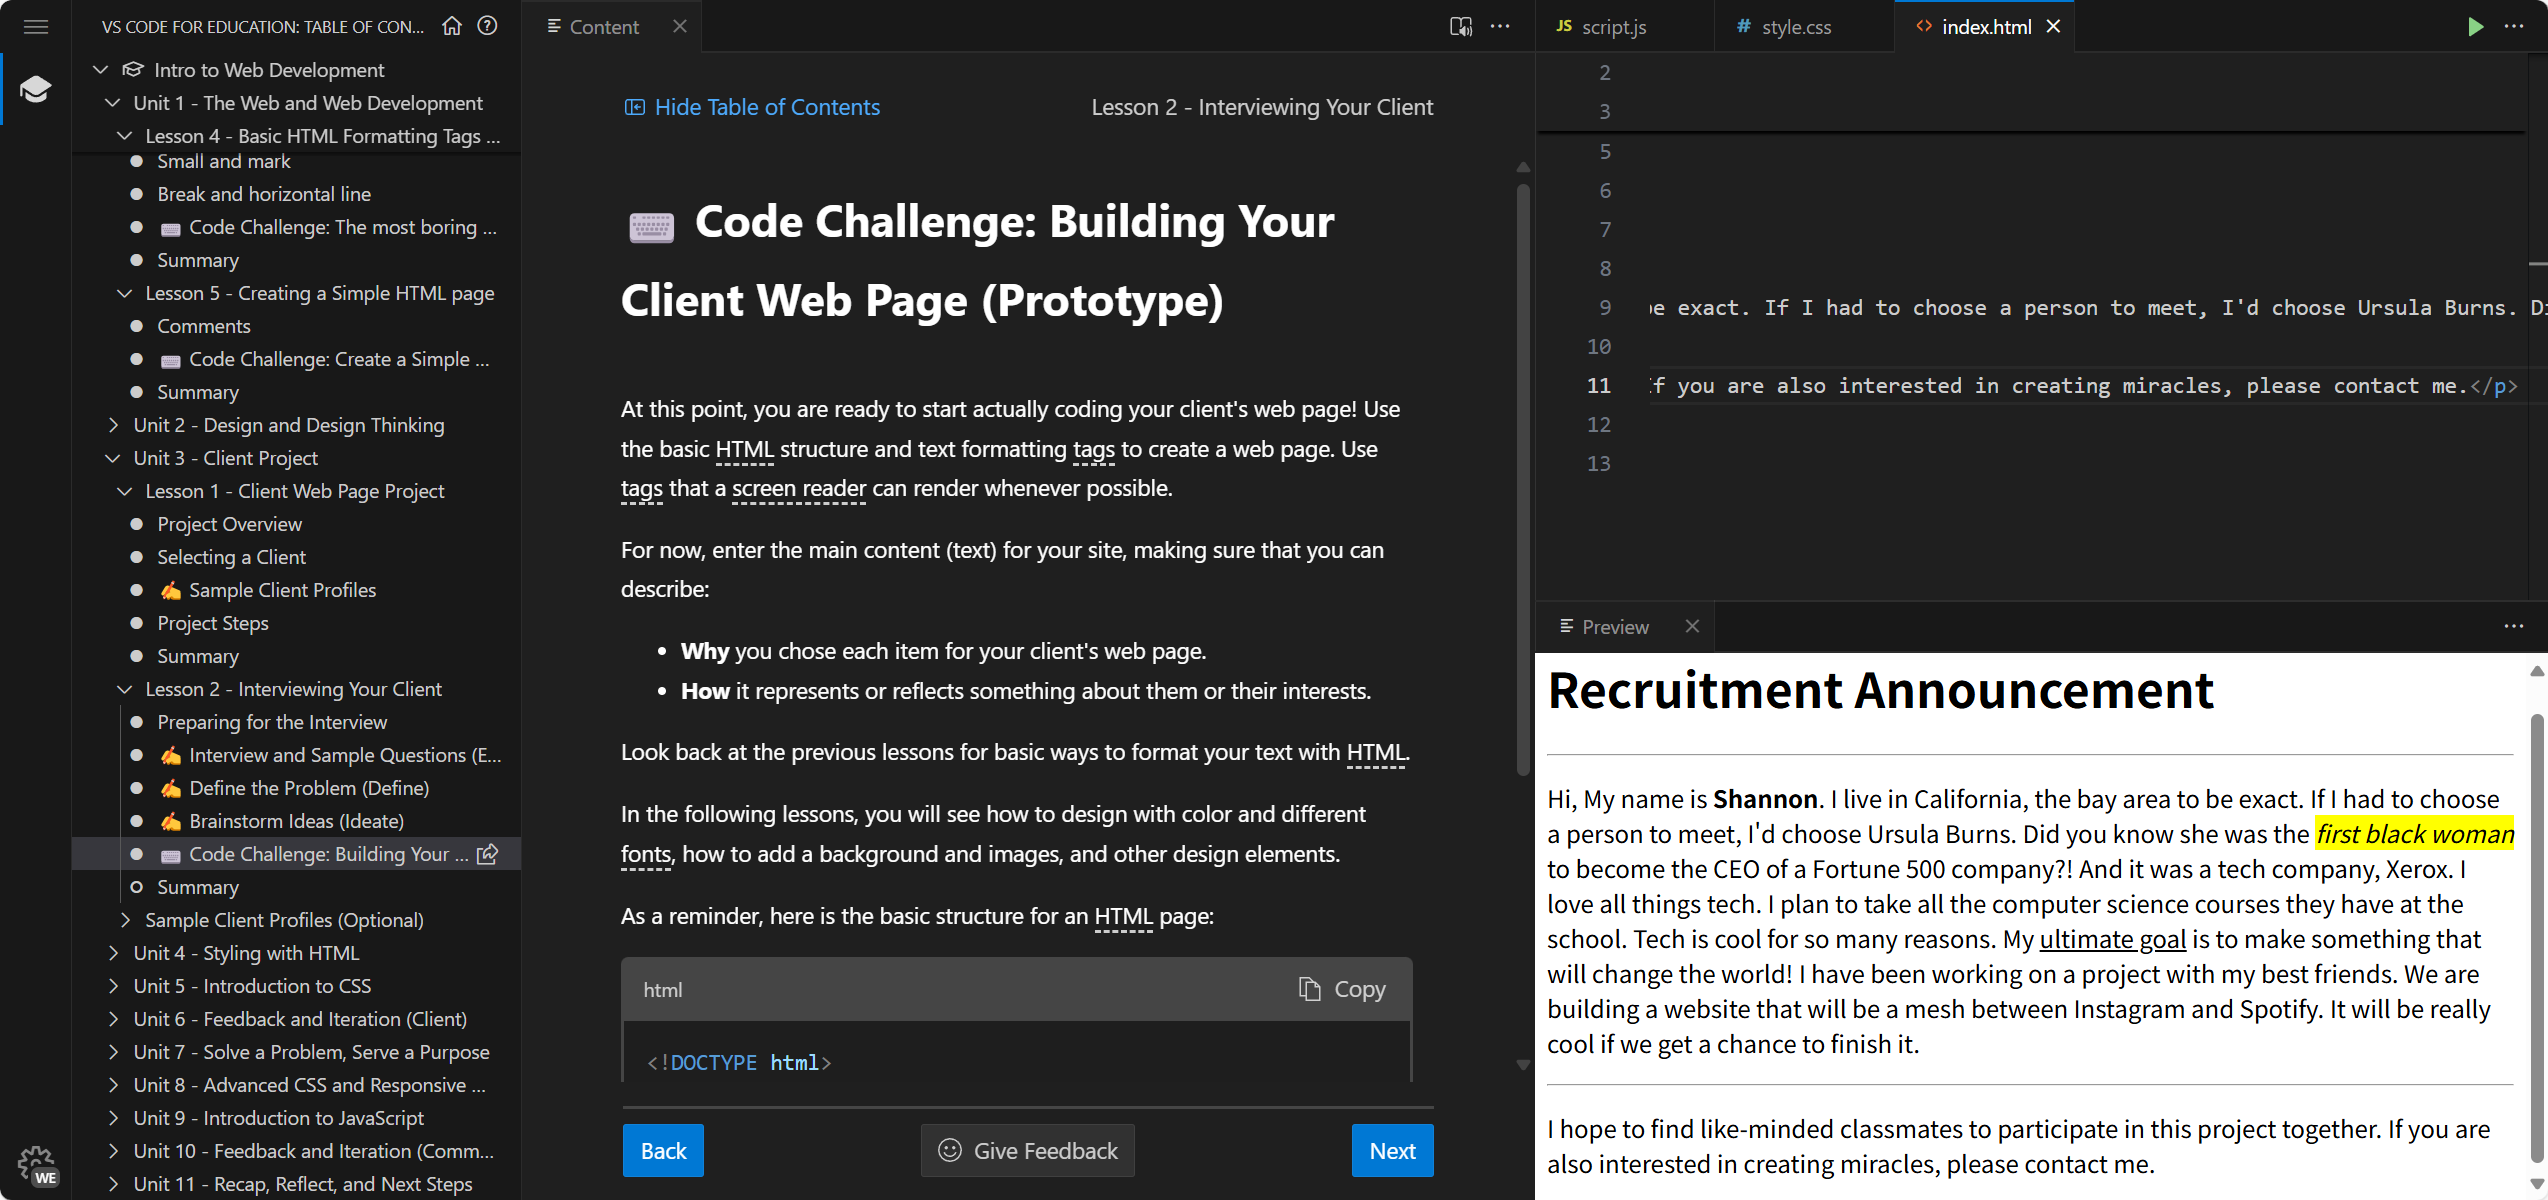 VS CODE FOR EDUCATION: TABLE OF CON...
Intro to Web Development
Unit 1 - The Web and Web Development
Lesson 4 - Basic HTML Formatting Tags ...
Small and mark
Break and horizontal line
Code Challenge: The most boring ...
Summary
Lesson 5 - Creating a Simple HTML page
Comments
Code Challenge: Create a Simple ...
Summary
Unit 2 - Design and Design Thinking
Unit 3 - Client Project
Lesson 1 - Client Web Page Project
Project Overview
Selecting a Client
Sample Client Profiles
Project Steps
Summary
Lesson 2 - Interviewing Your Client
Preparing for the Interview
Interview and Sample Questions (E...
Define the Problem (Define)
Brainstorm Ideas (Ideate)
Code Challenge: Building Your ...
Summary
Sample Client Profiles (Optional)
Unit 4 - Styling with HTML
Unit 5 - Introduction to CSS
Unit 6 - Feedback and Iteration (Client)
Unit 7 - Solve a Problem, Serve a Purpose
Unit 8 - Advanced CSS and Responsive ...
Unit 9 - Introduction to JavaScript
Unit 10 - Feedback and Iteration (Comm...
Unit 11 - Recap, Reflect, and Next Steps
WE
Content
Hide Table of Contents
Lesson 2 - Interviewing Your Client
Code Challenge: Building Your
Client Web Page (Prototype)
At this point, you are ready to start actually coding your client's web page! Use
the basic HTML structure and text formatting tags to create a web page. Use
tags that a screen reader can render whenever possible.
For now, enter the main content (text) for your site, making sure that you can
describe:
• Why you chose each item for your client's web page.
• How it represents or reflects something about them or their interests.
Look back at the previous lessons for basic ways to format your text with HTML.
In the following lessons, you will see how to design with color and different
fonts, how to add a background and images, and other design elements.
As a reminder, here is the basic structure for an HTML page:
html
Copy
<!DOCTYPE html>
Back
Give Feedback
Next
JS script.js
# style.css
<> index.html
2
3
5
6
7
8
9 be exact. If I had to choose a person to meet, I'd choose Ursula Burns.
10
11 If you are also interested in creating miracles, please contact me.</p>
12
13
Preview
Recruitment Announcement
Hi, My name is Shannon. I live in California, the bay area to be exact. If I had to choose
a person to meet, I'd choose Ursula Burns. Did you know she was the first black woman
to become the CEO of a Fortune 500 company?! And it was a tech company, Xerox. I
love all things tech. I plan to take all the computer science courses they have at the
school. Tech is cool for so many reasons. My ultimate goal is to make something that
will change the world! I have been working on a project with my best friends. We are
building a website that will be a mesh between Instagram and Spotify. It will be really
cool if we get a chance to finish it.
I hope to find like-minded classmates to participate in this project together. If you are
also interested in creating miracles, please contact me.